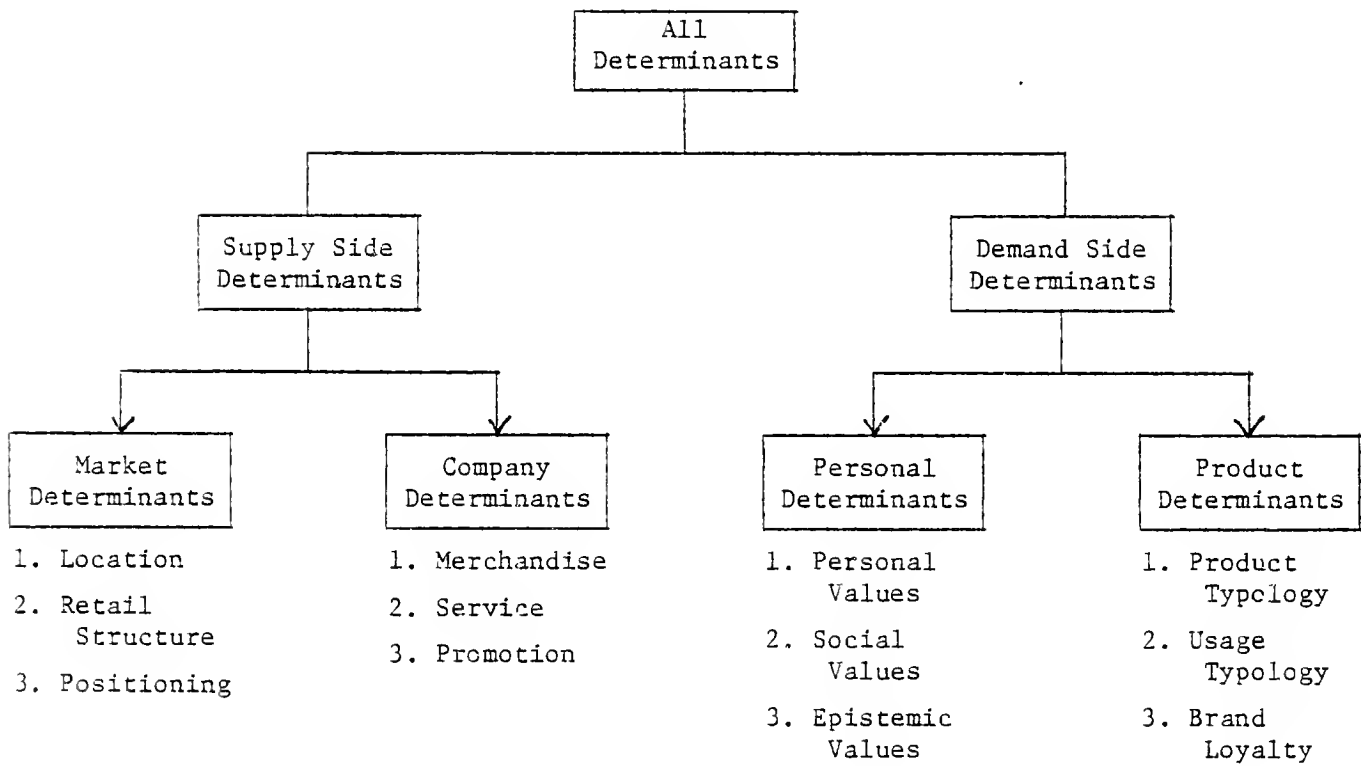 All
Determinants
Supply Side
Determinants
Demand Side
Determinants
Market
Determinants
1. Location
2. Retail
Structure
3. Positioning
Company
Determinants
1. Merchandise
2. Service
3. Promotion
Personal
Determinants
1. Personal
Values
2. Social
Values
3. Epistemic
Values
Product
Determinants
1. Product
Typology
2. Usage
Typology
3. Brand
Loyalty